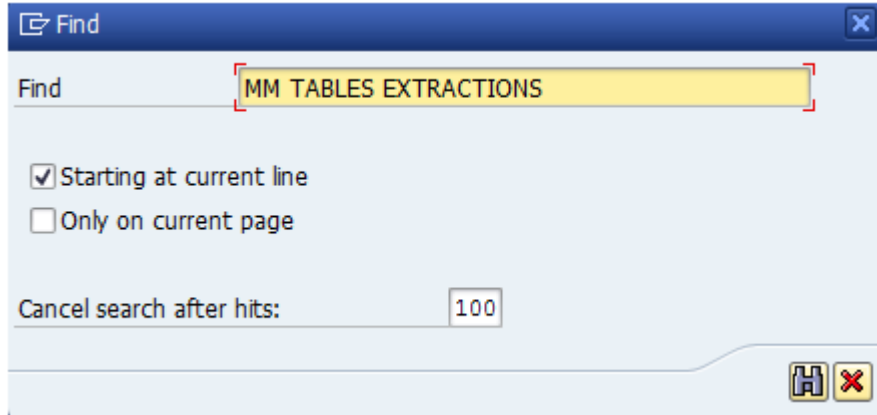 Find
Find MM TABLES EXTRACTIONS
Starting at current line
Only on current page
Cancel search after hits: 100